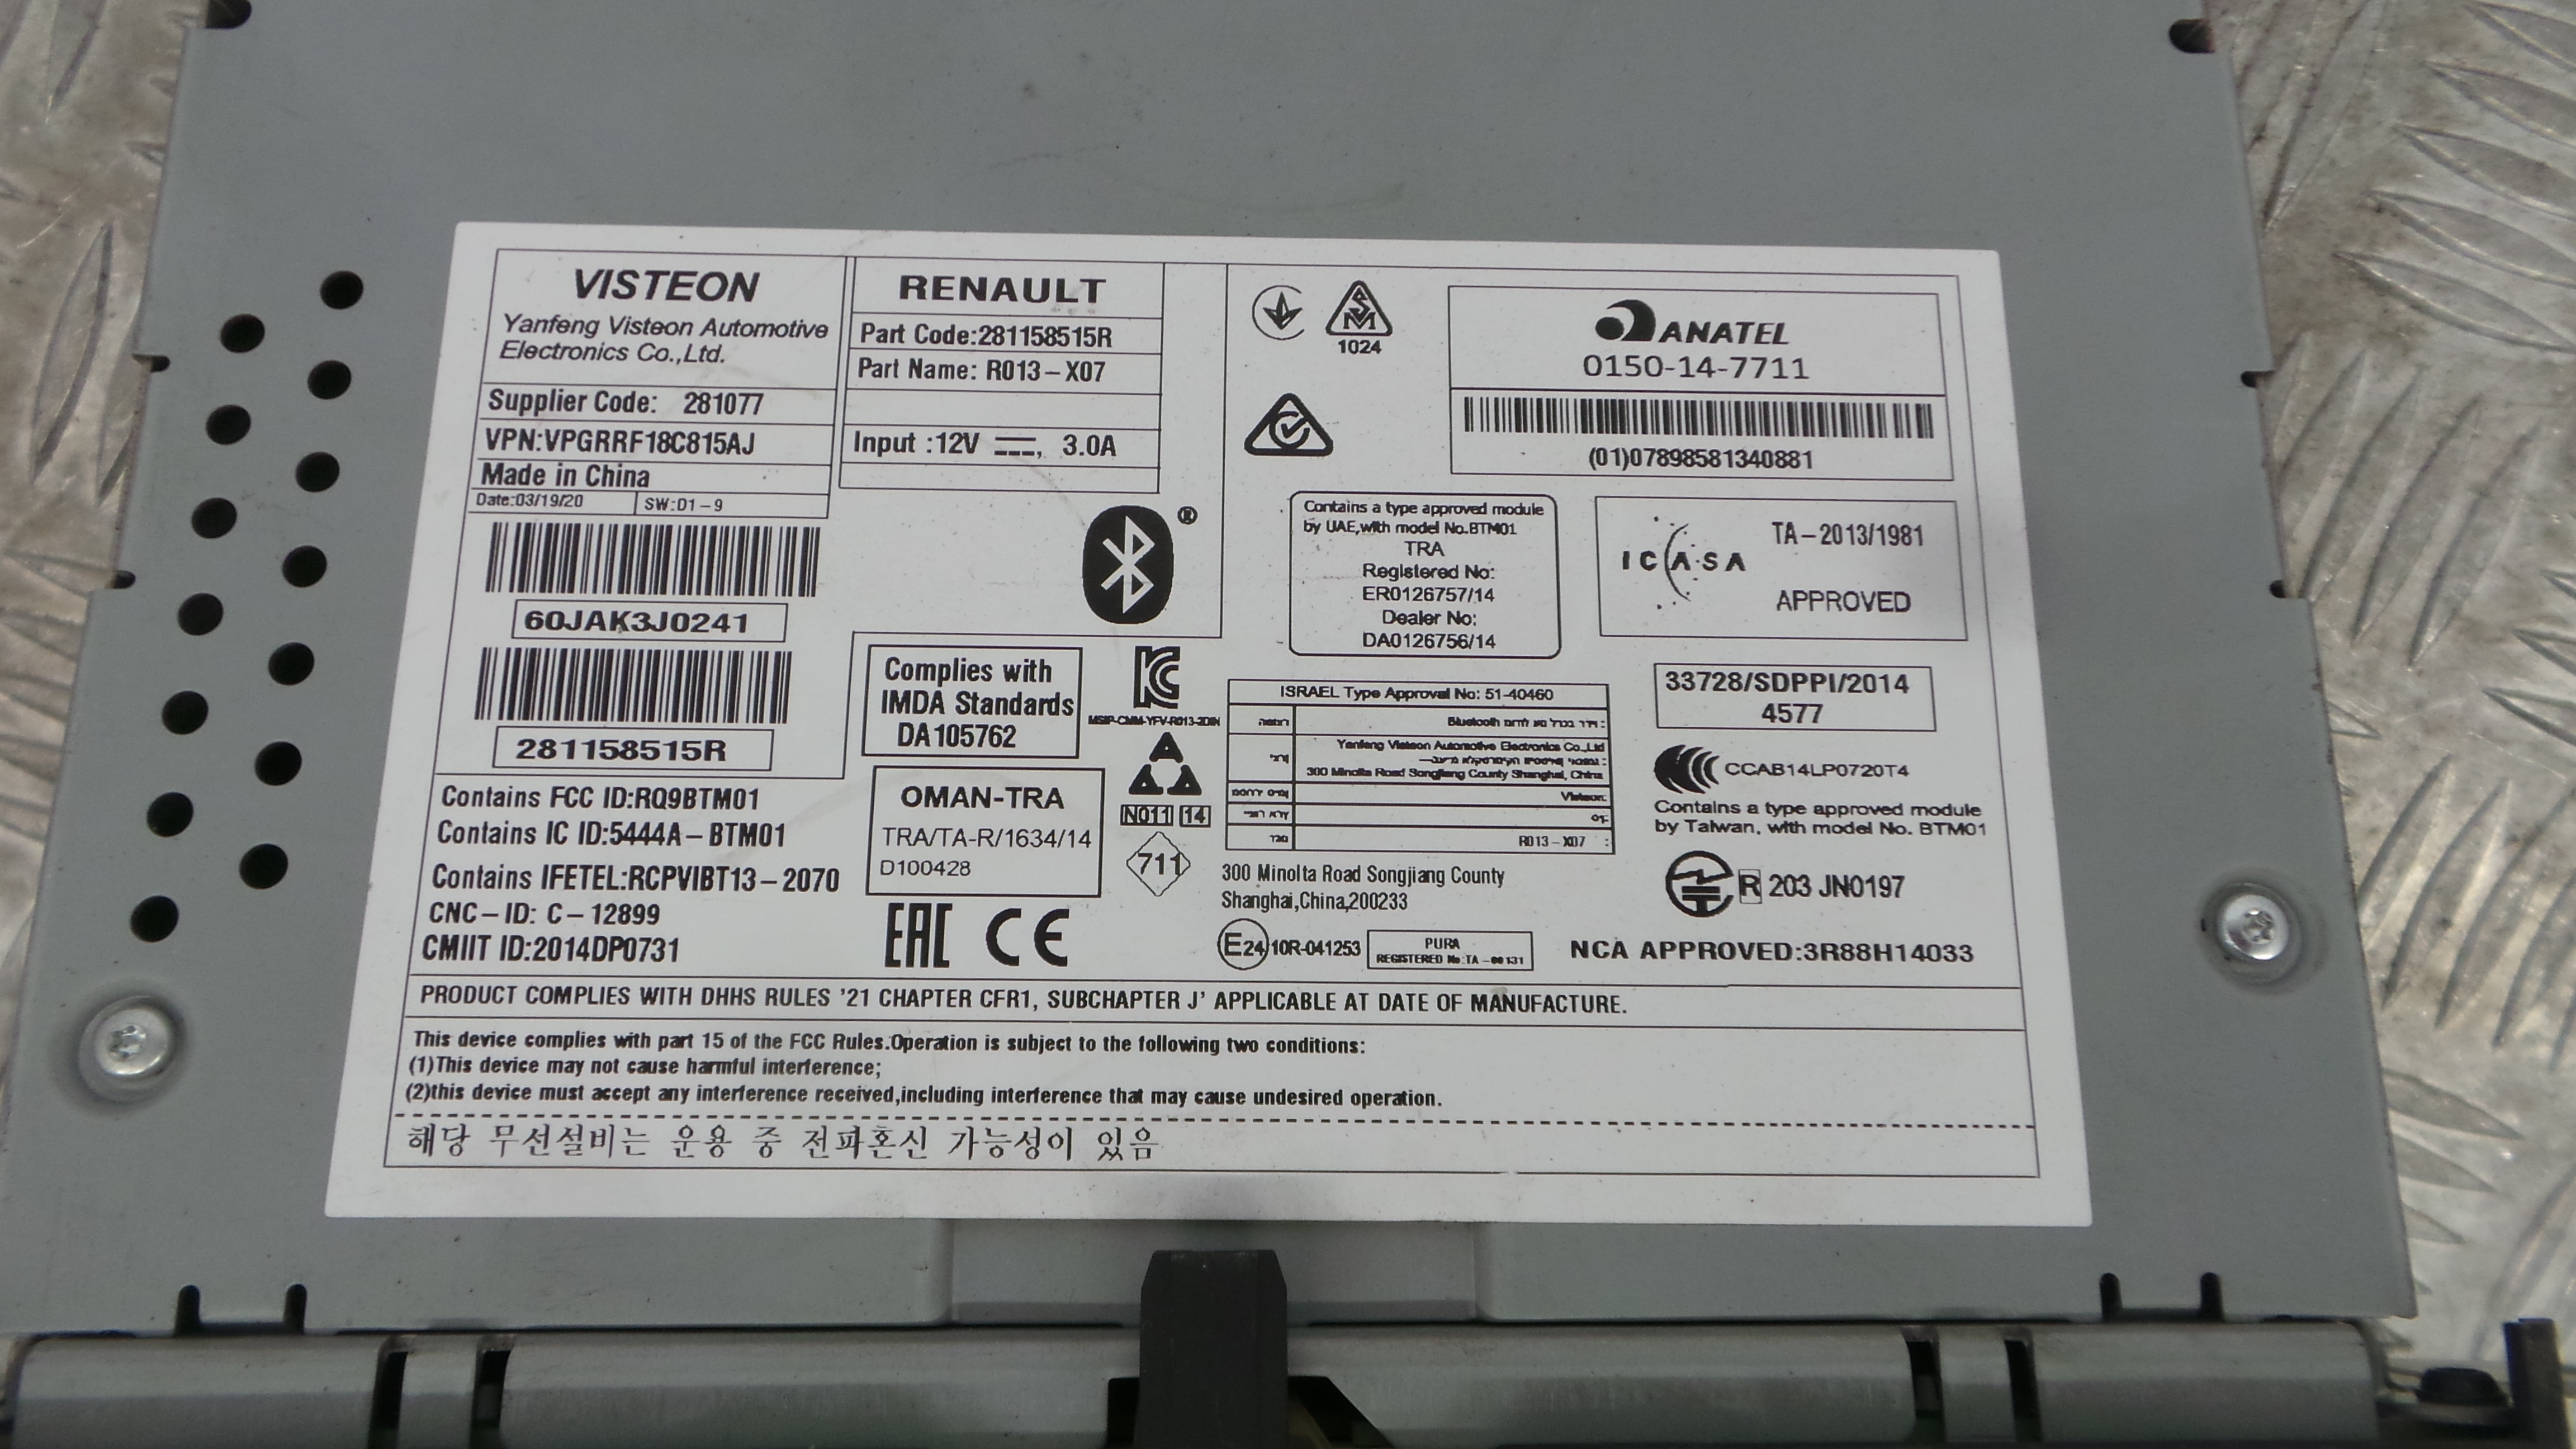 VISTEON
Yanfeng Visteon Automotive
Electronics Co.,Ltd.
Supplier Code: 281077
VPN:VPGRRF18C815AJ
Made in China
Date:03/19/20
SW:D1-9
60JAK3J0241
281158515R
Contains FCC ID:RQ9BTM01
Contains IC ID:5444A-BTM01
Contains IFETEL:RCPVIBT13-2070
CNC-ID: C-12899
CMIIT ID:2014DP0731
RENAULT
Part Code:281158515R
Part Name: R013-X07
Input :12V ⎓, 3.0A
®
Complies with
IMDA Standards
DA105762
OMAN-TRA
TRA/TA-R/1634/14
D100428
EAC CE
MSIP-CMM-YFV-R013-2DIN
N011 14
711
1024
ANATEL
0150-14-7711
(01)07898581340881
Contains a type approved module
by UAE,with model No.BTM01
TRA
Registered No:
ER0126757/14
Dealer No:
DA0126756/14
ICASA
TA-2013/1981
APPROVED
ISRAEL Type Approval No: 51-40460
Bluetooth
Yanfeng Visteon Automotive Electronics Co.,Ltd
300 Minolta Road Songjiang County Shanghai, China
Visteon
R013-X07
33728/SDPPI/2014
4577
CCAB14LP0720T4
Contains a type approved module
by Taiwan, with model No. BTM01
R 203 JN0197
300 Minolta Road Songjiang County
Shanghai,China,200233
E24 10R-041253
PURA
REGISTERED No:TA-
NCA APPROVED:3R88H14033
PRODUCT COMPLIES WITH DHHS RULES '21 CHAPTER CFR1, SUBCHAPTER J' APPLICABLE AT DATE OF MANUFACTURE.
This device complies with part 15 of the FCC Rules.Operation is subject to the following two conditions:
(1)This device may not cause harmful interference;
(2)this device must accept any interference received,including interference that may cause undesired operation.
해당 무선설비는 운용 중 전파혼신 가능성이 있음